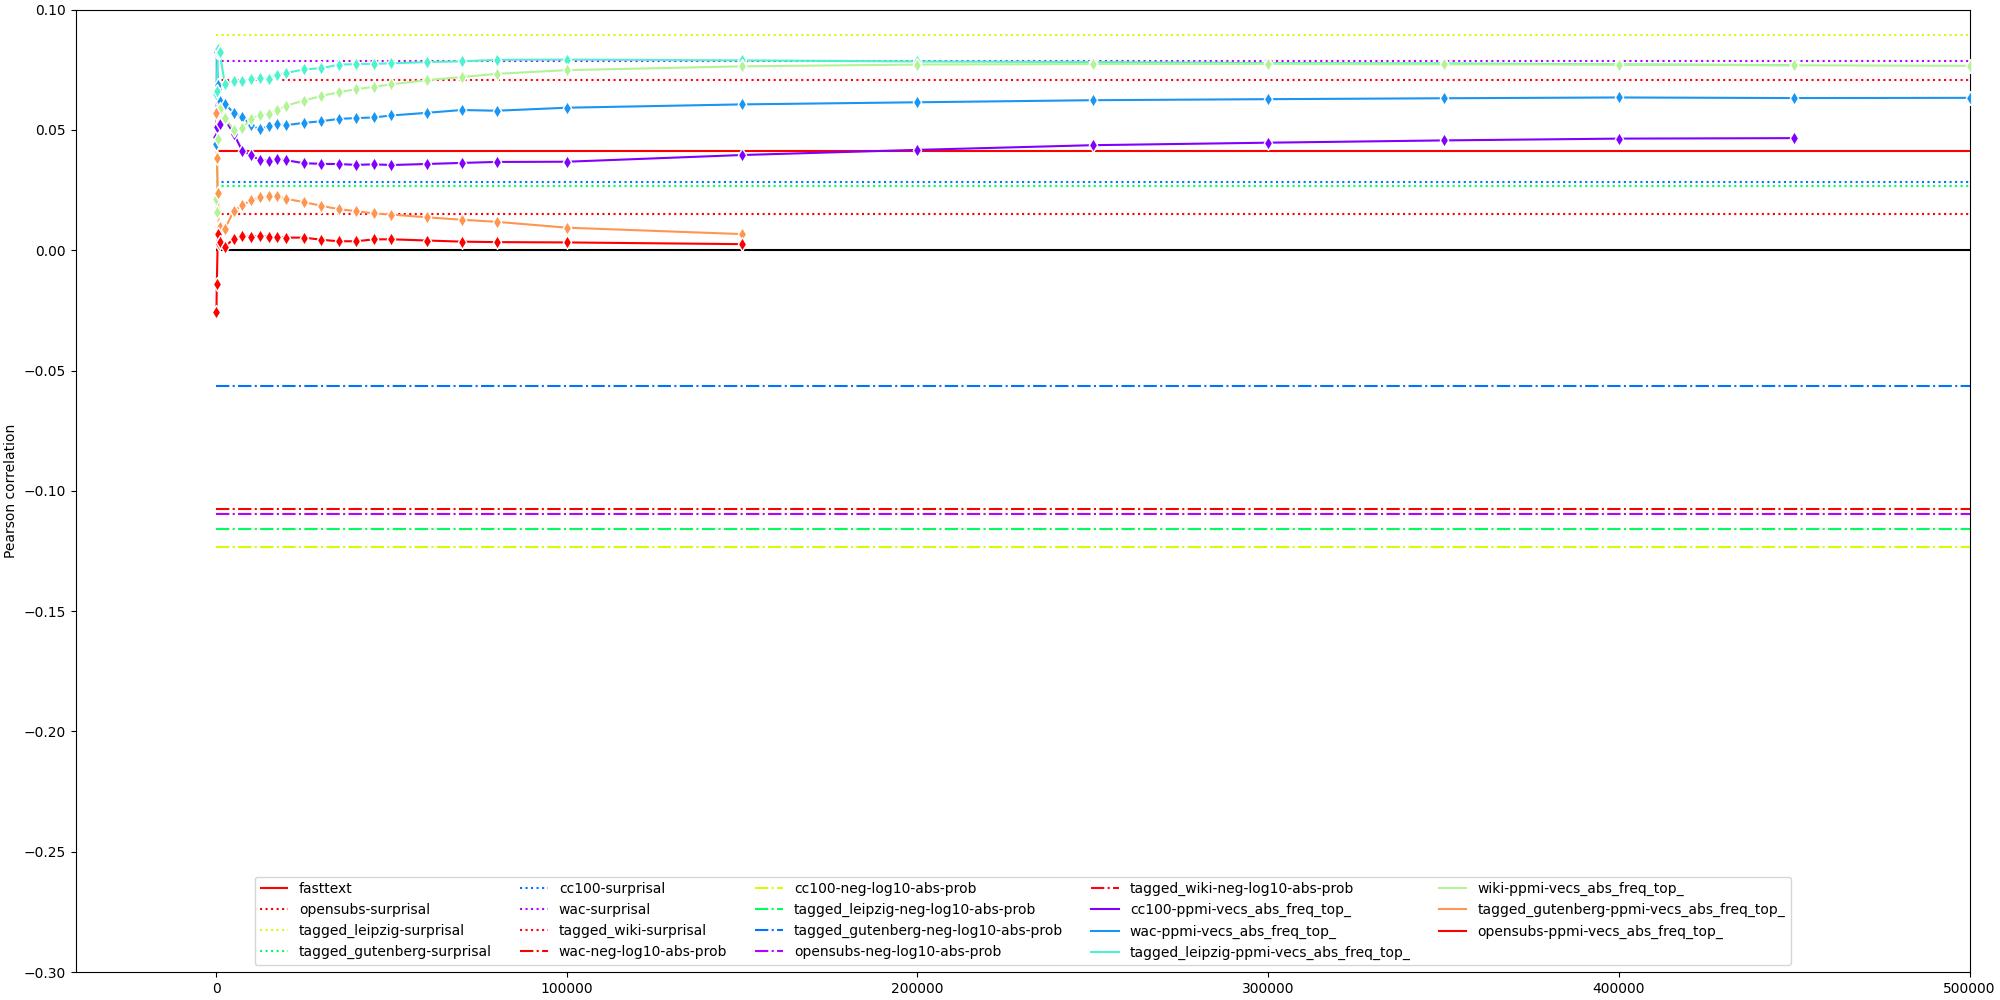 0.10
0.05
0.00
−0.05
−0.10
−0.15
−0.20
−0.25
−0.30
Pearson correlation
fasttext
opensubs-surprisal
tagged_leipzig-surprisal
tagged_gutenberg-surprisal
cc100-surprisal
wac-surprisal
tagged_wiki-surprisal
wac-neg-log10-abs-prob
cc100-neg-log10-abs-prob
tagged_leipzig-neg-log10-abs-prob
tagged_gutenberg-neg-log10-abs-prob
opensubs-neg-log10-abs-prob
tagged_wiki-neg-log10-abs-prob
cc100-ppmi-vecs_abs_freq_top_
wac-ppmi-vecs_abs_freq_top_
tagged_leipzig-ppmi-vecs_abs_freq_top_
wiki-ppmi-vecs_abs_freq_top_
tagged_gutenberg-ppmi-vecs_abs_freq_top_
opensubs-ppmi-vecs_abs_freq_top_
0 100000 200000 300000 400000 500000